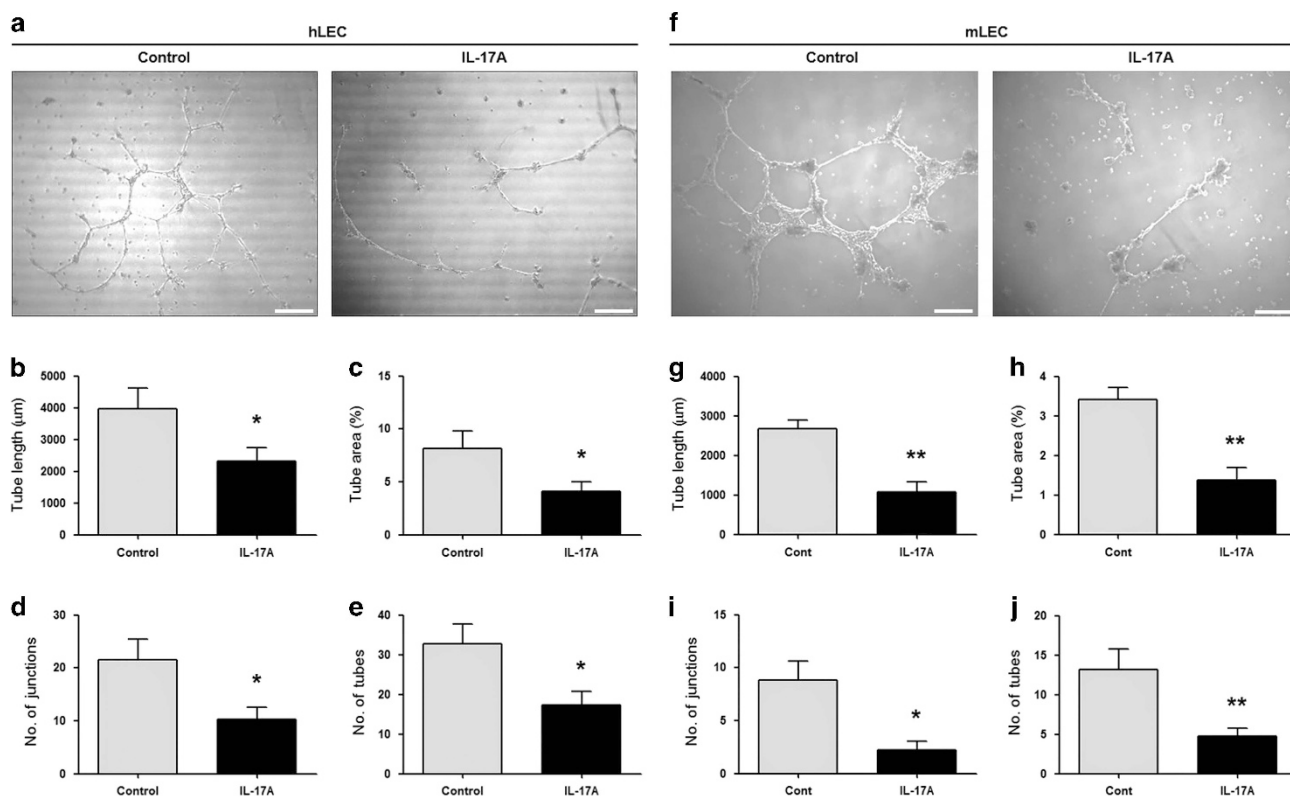 a
hLEC
Control
IL-17A
f
mLEC
Control
IL-17A
b
Tube length (µm)
5000
4000
3000
2000
1000
0
*
Control
IL-17A
c
Tube area (%)
15
10
5
0
*
Control
IL-17A
g
Tube length (µm)
4000
3000
2000
1000
0
**
Cont
IL-17A
h
Tube area (%)
4
3
2
1
0
**
Cont
IL-17A
d
No. of junctions
30
20
10
0
*
Control
IL-17A
e
No. of tubes
40
30
20
10
0
*
Control
IL-17A
i
No. of junctions
15
10
5
0
*
Cont
IL-17A
j
No. of tubes
20
15
10
5
0
**
Cont
IL-17A